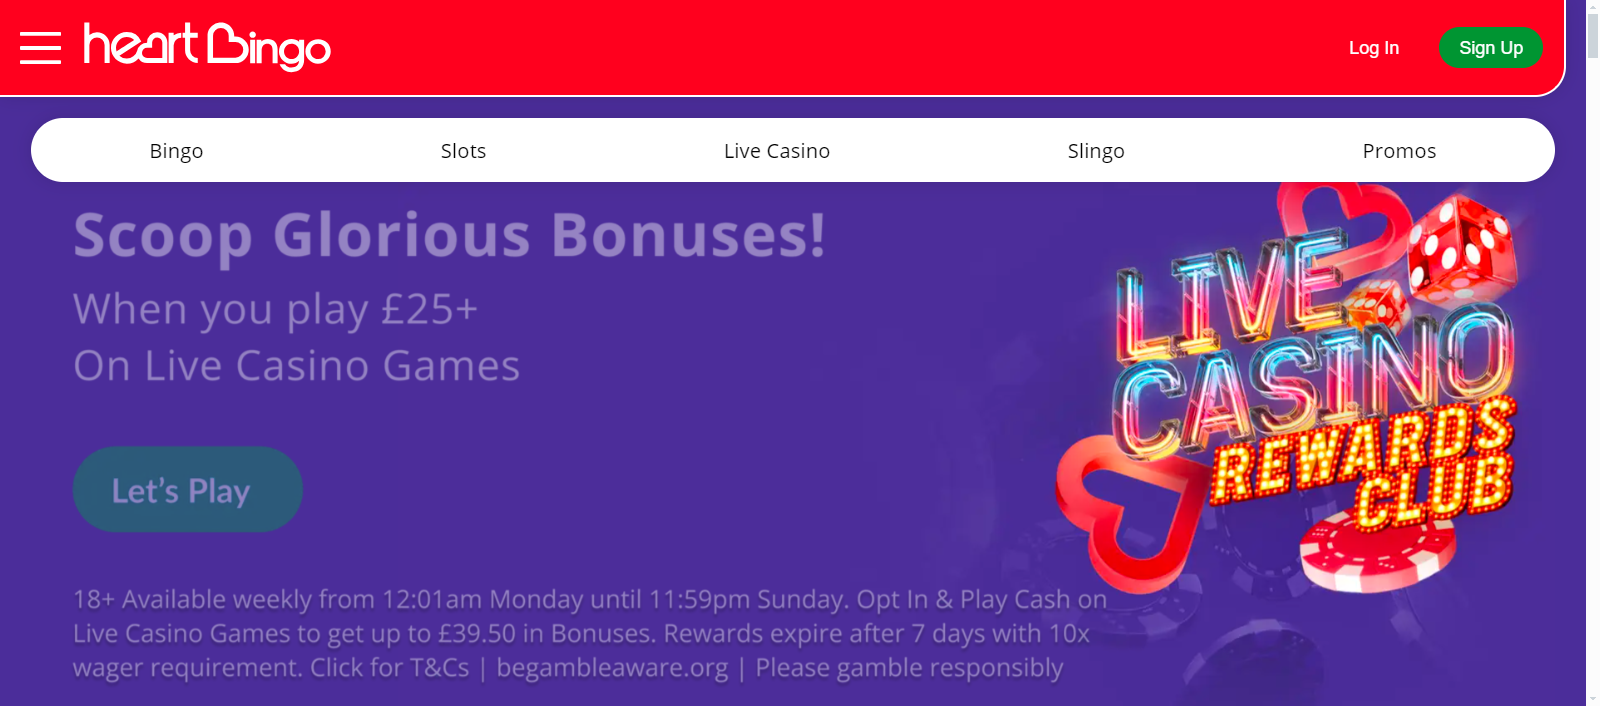 heart Bingo
Log In
Sign Up
Bingo
Slots
Live Casino
Slingo
Promos
Scoop Glorious Bonuses!
When you play £25+
On Live Casino Games
Let's Play
LIVE
CASINO
REWARDS
CLUB
18+ Available weekly from 12:01am Monday until 11:59pm Sunday. Opt In & Play Cash on
Live Casino Games to get up to £39.50 in Bonuses. Rewards expire after 7 days with 10x
wager requirement. Click for T&Cs | begambleaware.org | Please gamble responsibly